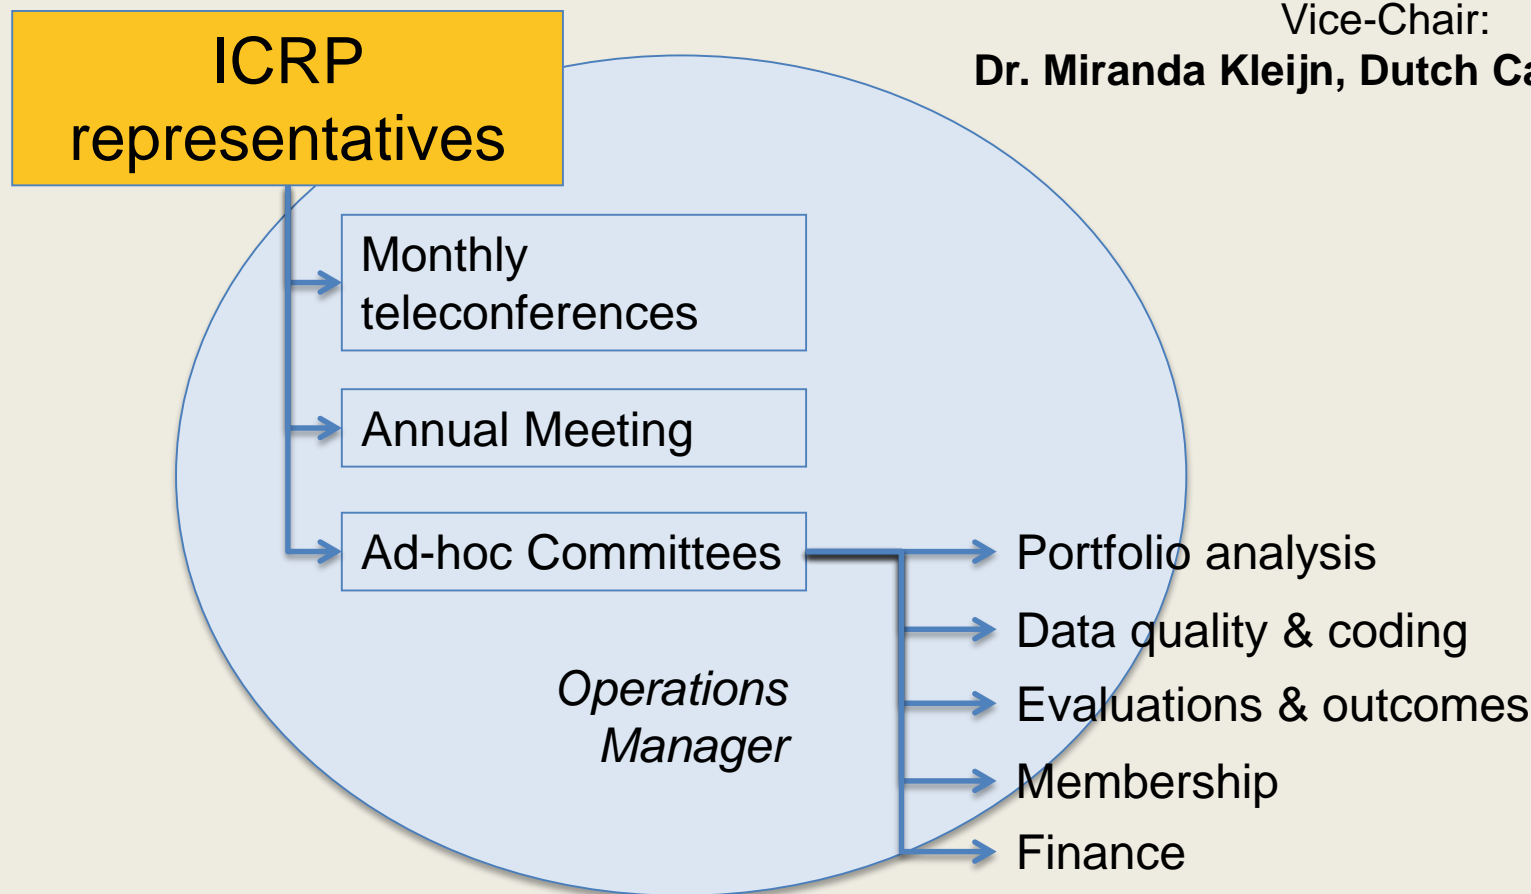 ICRP
representatives
Vice-Chair:
Dr. Miranda Kleijn, Dutch
Monthly
teleconferences
Annual Meeting
Ad-hoc Committees
Operations
Manager
Portfolio analysis
Data quality & coding
Evaluations & outcomes
Membership
Finance